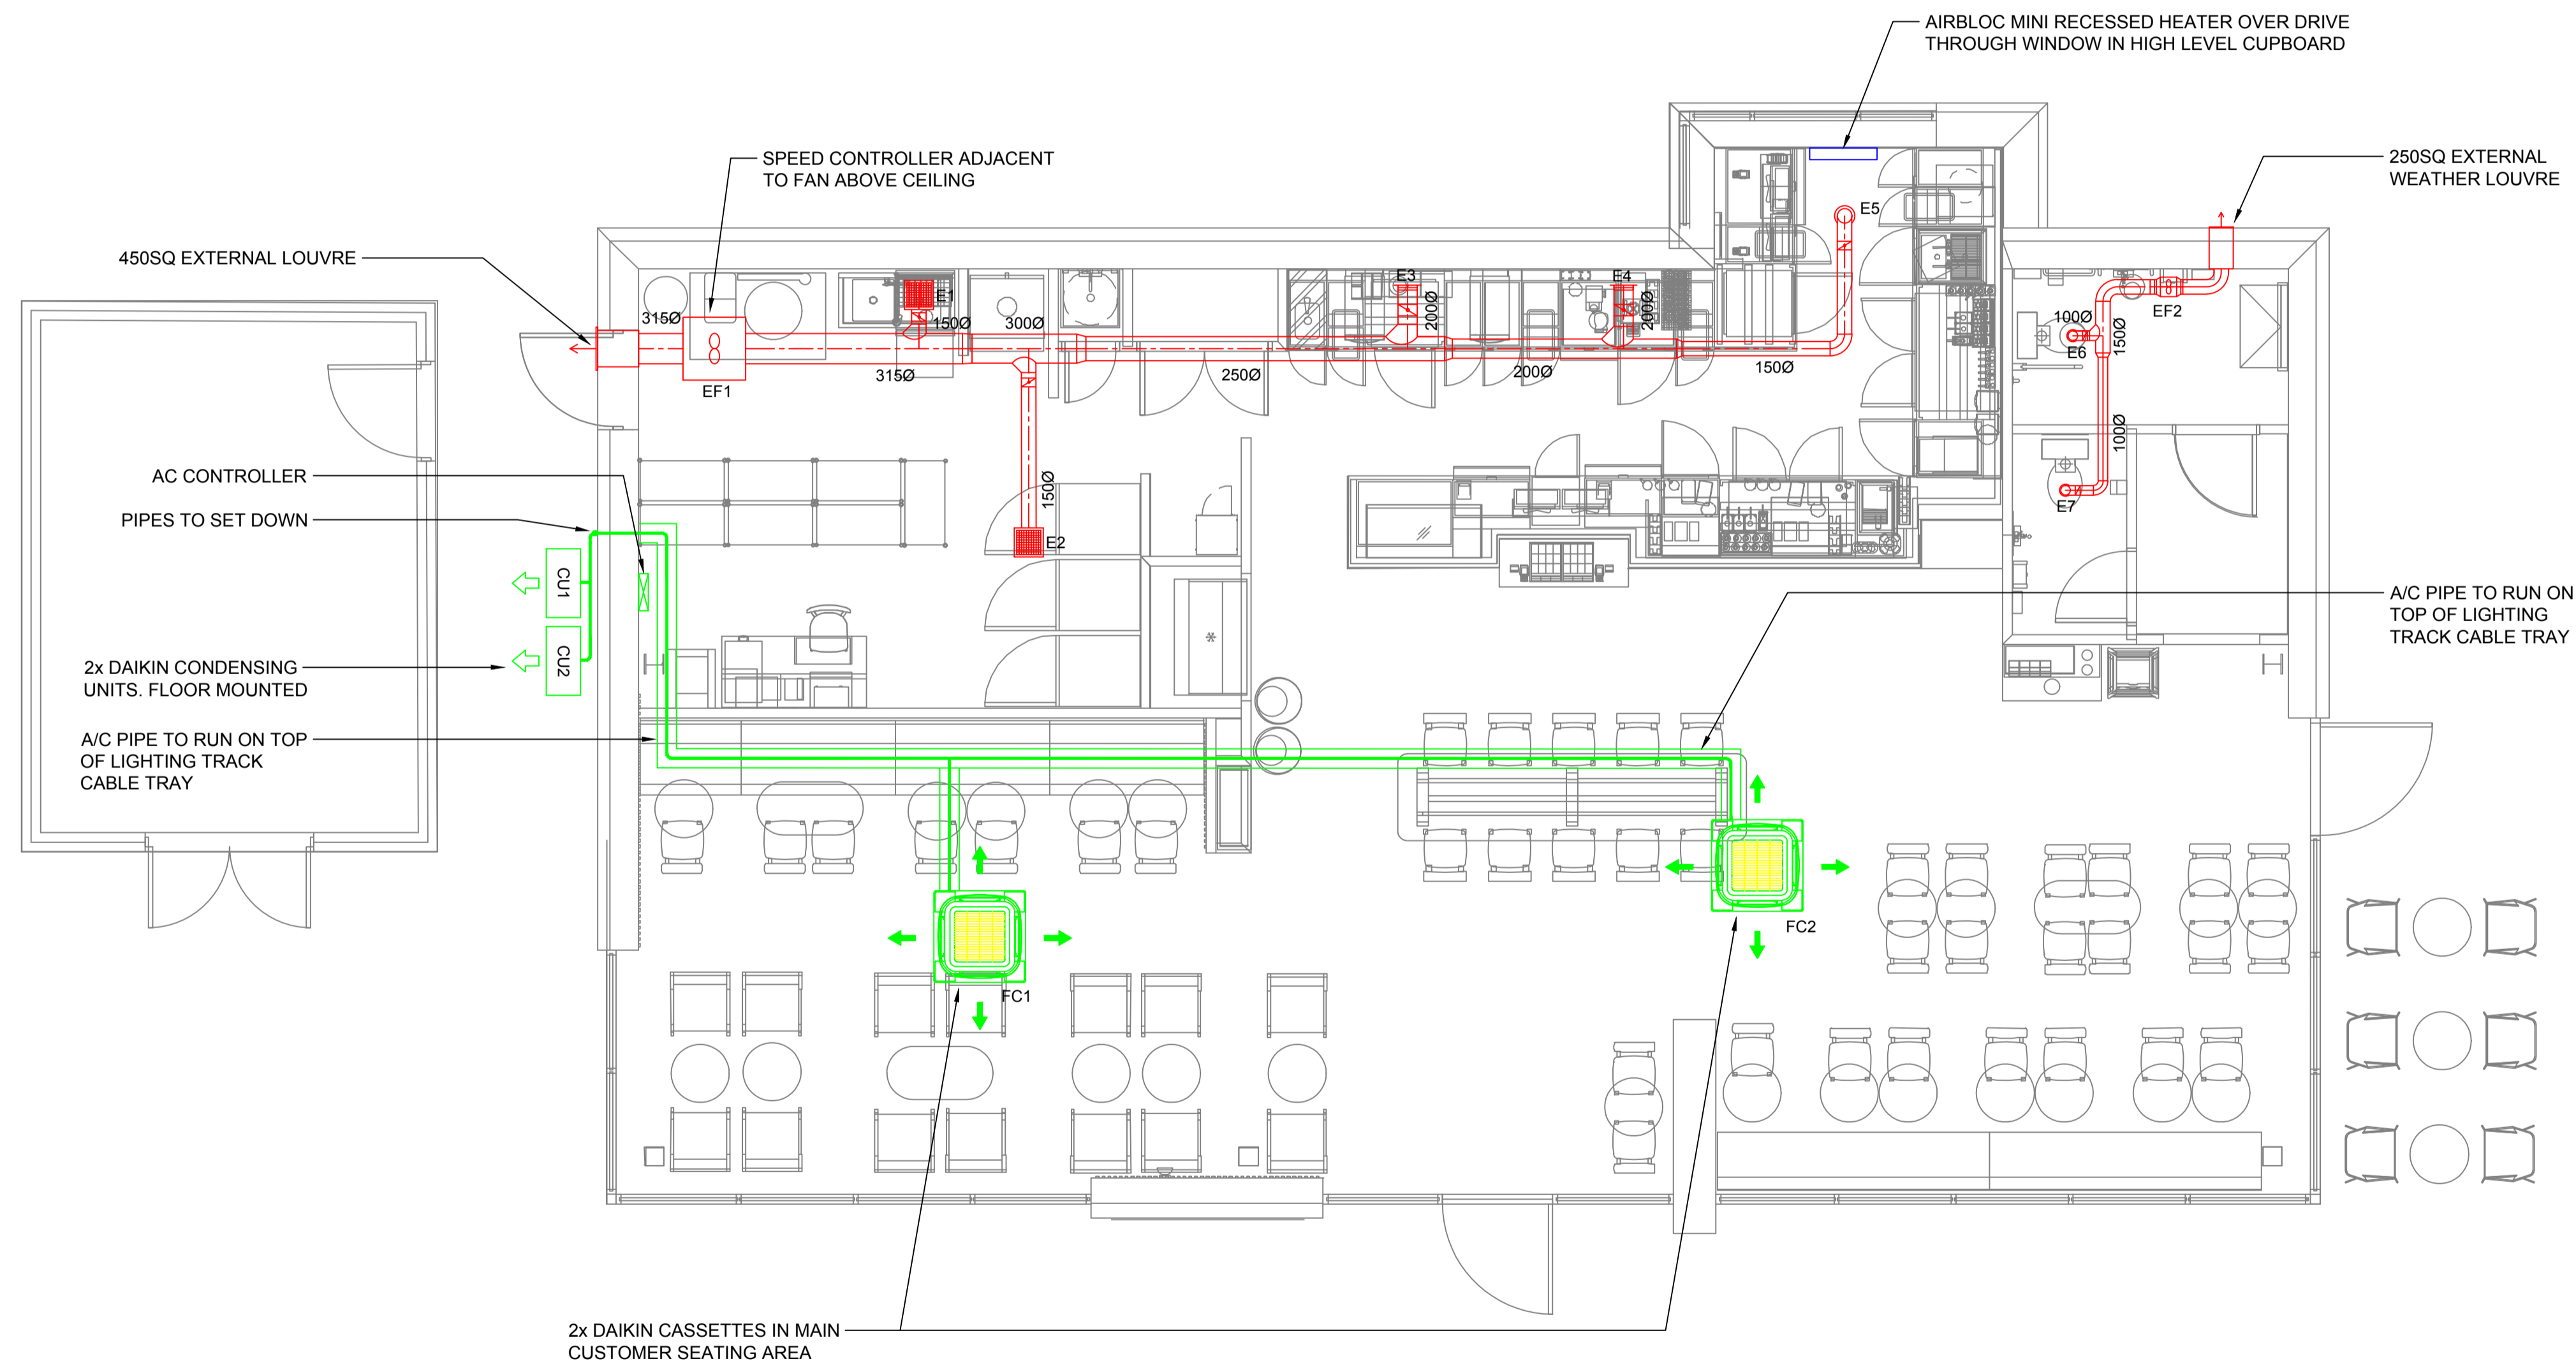 AIRBLOC MINI RECESSED HEATER OVER DRIVE
THROUGH WINDOW IN HIGH LEVEL CUPBOARD
SPEED CONTROLLER ADJACENT
TO FAN ABOVE CEILING
250SQ EXTERNAL
WEATHER LOUVRE
450SQ EXTERNAL LOUVRE
E5
E1
E3
E4
315Ø
150Ø
300Ø
200Ø
200Ø
EF2
100Ø
E6
150Ø
EF1
315Ø
250Ø
200Ø
150Ø
100Ø
AC CONTROLLER
PIPES TO SET DOWN
150Ø
E2
E7
CU1
CU2
A/C PIPE TO RUN ON
TOP OF LIGHTING
TRACK CABLE TRAY
2x DAIKIN CONDENSING
UNITS. FLOOR MOUNTED
A/C PIPE TO RUN ON TOP
OF LIGHTING TRACK
CABLE TRAY
FC2
FC1
2x DAIKIN CASSETTES IN MAIN
CUSTOMER SEATING AREA